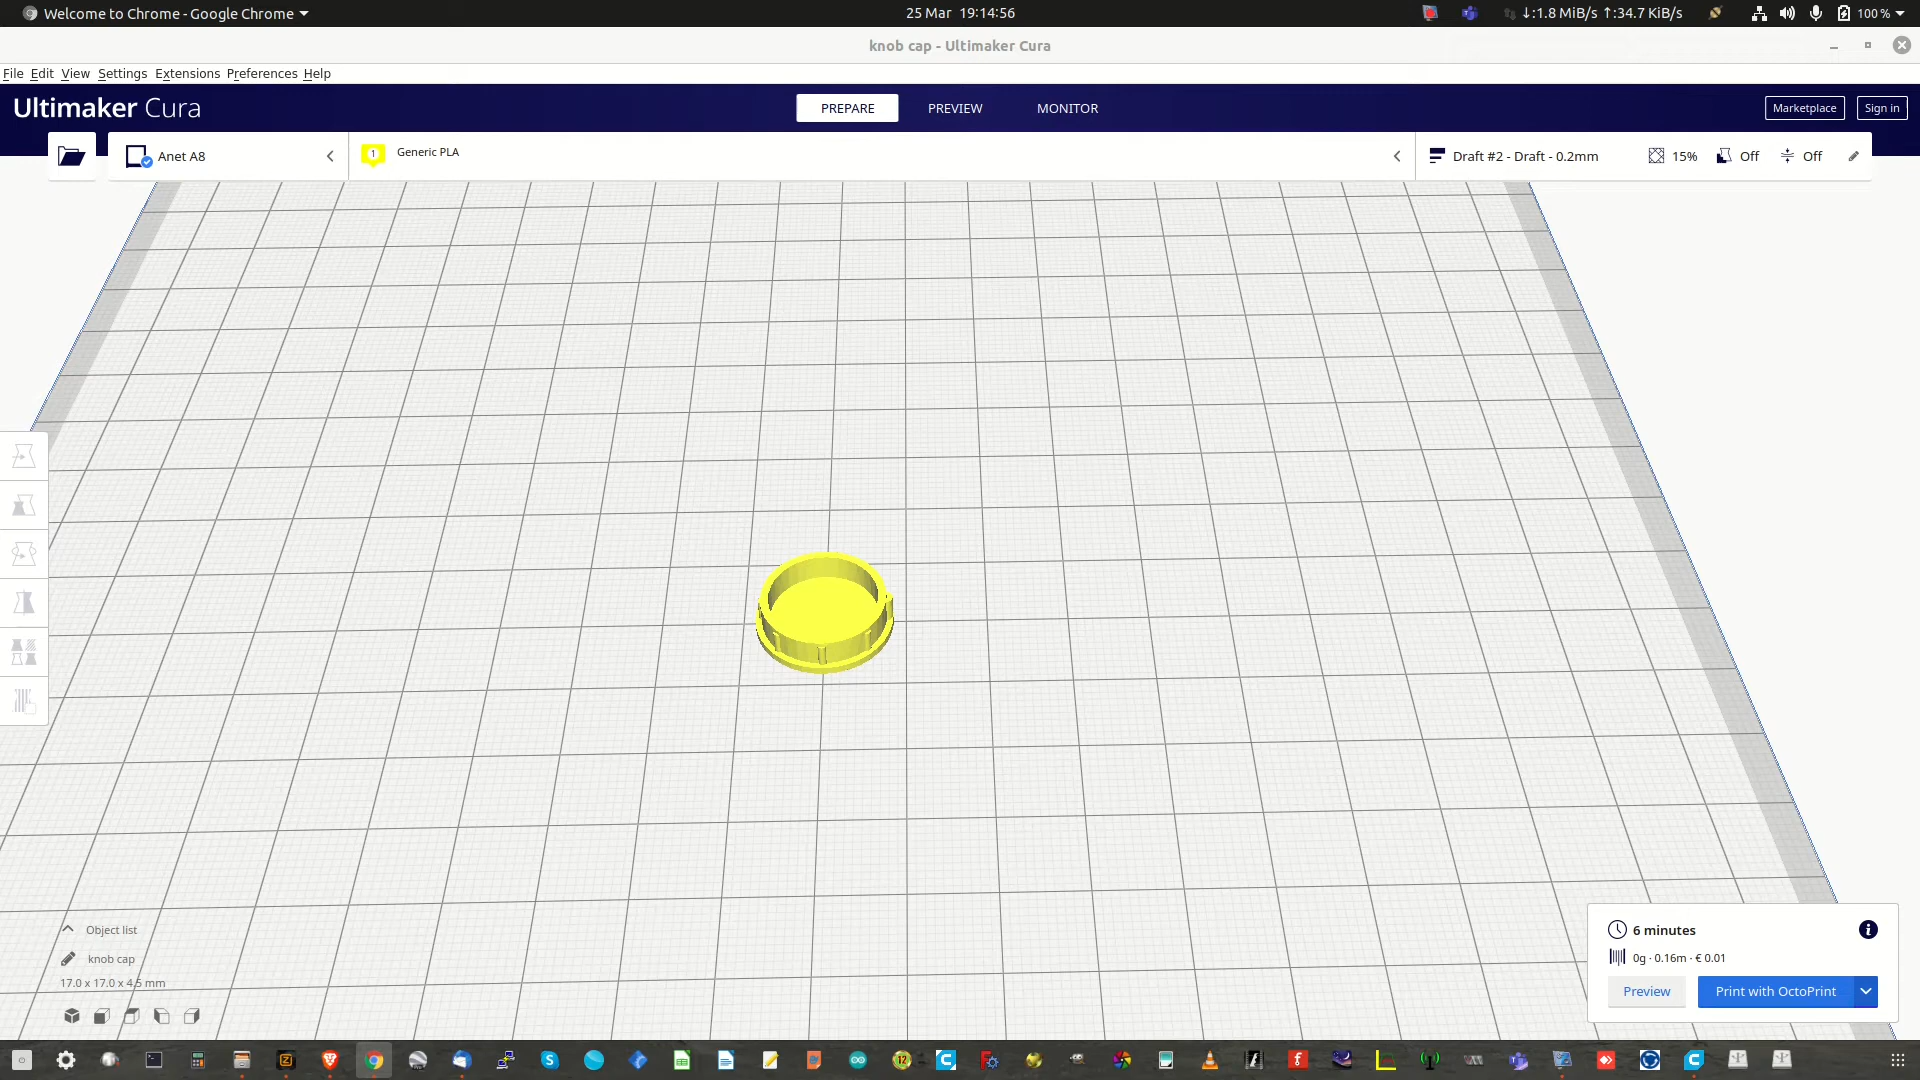 Welcome to Chrome - Google Chrome
25 Mar 19:14:56
↓:1.8 MiB/s ↑:34.7 KiB/s
100 %
knob cap - Ultimaker Cura
File Edit View Settings Extensions Preferences Help
Ultimaker Cura
PREPARE
PREVIEW
MONITOR
Marketplace
Sign in
Anet A8
1
Generic PLA
Draft #2 - Draft - 0.2mm
15%
Off
Off
Object list
knob cap
17.0 x 17.0 x 4.5 mm
6 minutes
0g · 0.16m · € 0.01
Preview
Print with OctoPrint
12